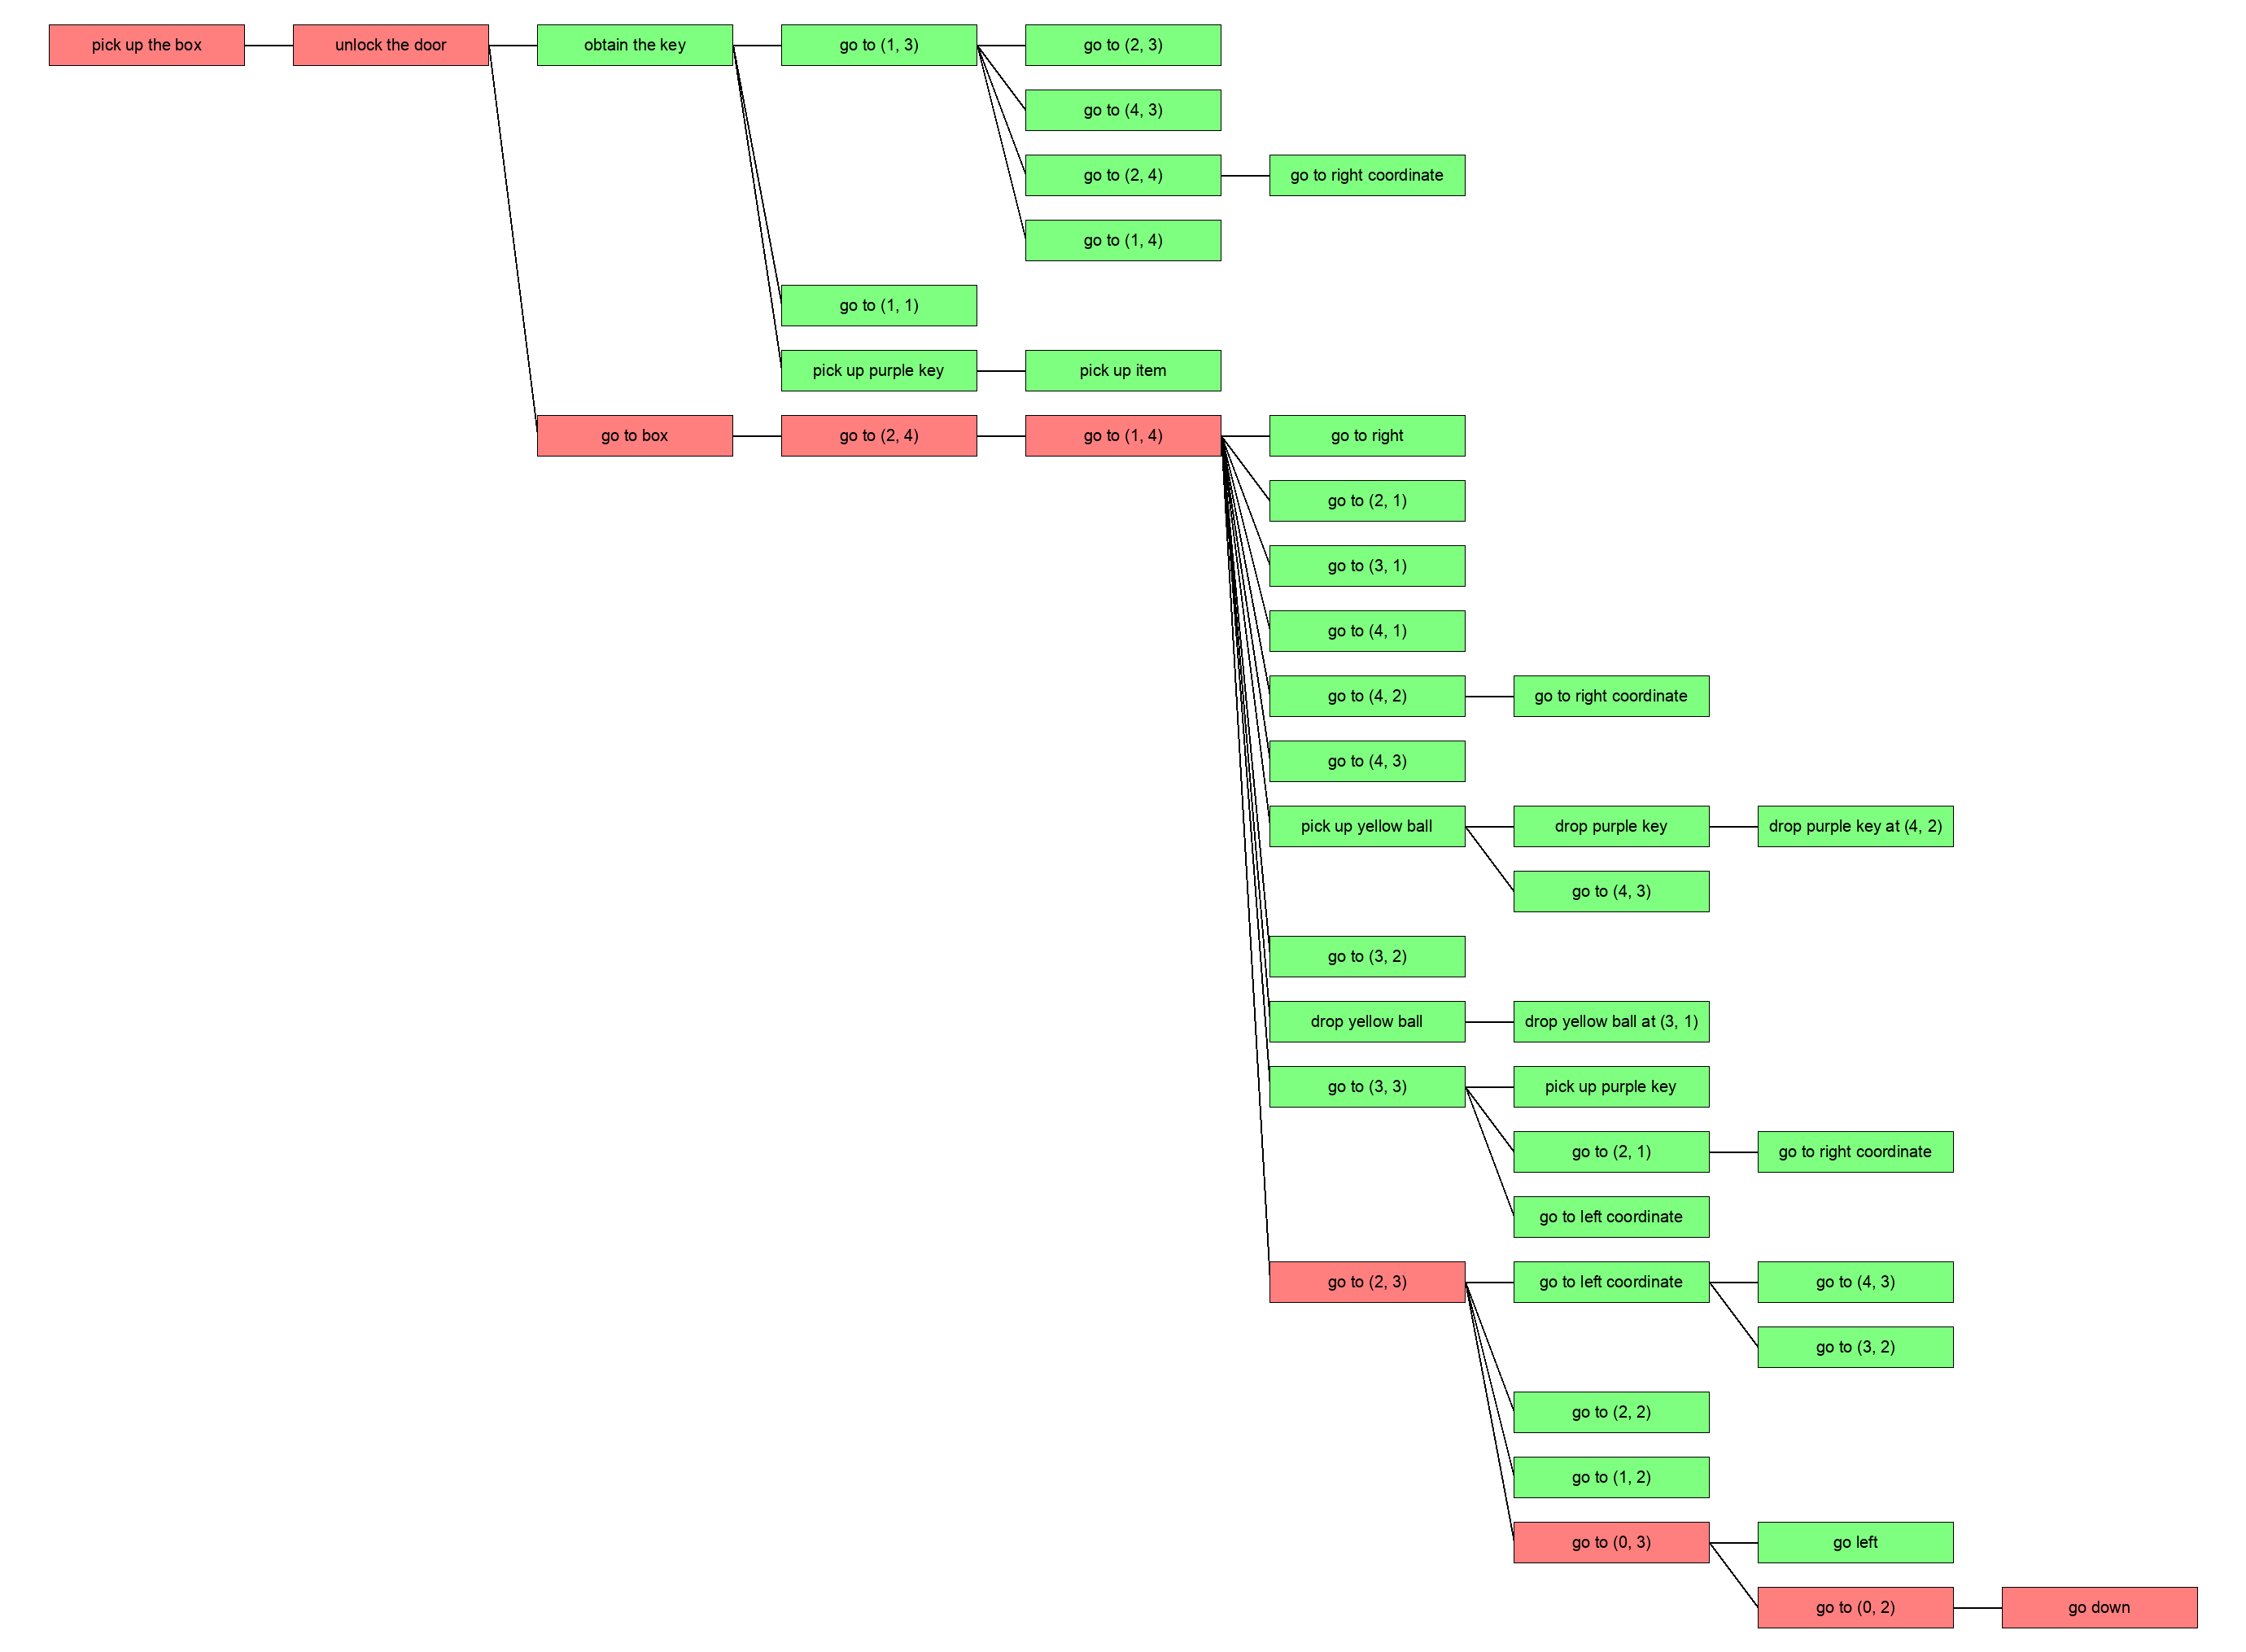 pick up the box
unlock the door
obtain the key
go to (1, 3)
go to (2, 3)
go to (4, 3)
go to (2, 4)
go to right coordinate
go to (1, 4)
go to (1, 1)
pick up purple key
pick up item
go to box
go to (2, 4)
go to (1, 4)
go to right
go to (2, 1)
go to (3, 1)
go to (4, 1)
go to (4, 2)
go to right coordinate
go to (4, 3)
pick up yellow ball
drop purple key
drop purple key at (4, 2)
go to (4, 3)
go to (3, 2)
drop yellow ball
drop yellow ball at (3, 1)
go to (3, 3)
pick up purple key
go to (2, 1)
go to right coordinate
go to left coordinate
go to (2, 3)
go to left coordinate
go to (4, 3)
go to (3, 2)
go to (2, 2)
go to (1, 2)
go to (0, 3)
go left
go to (0, 2)
go down